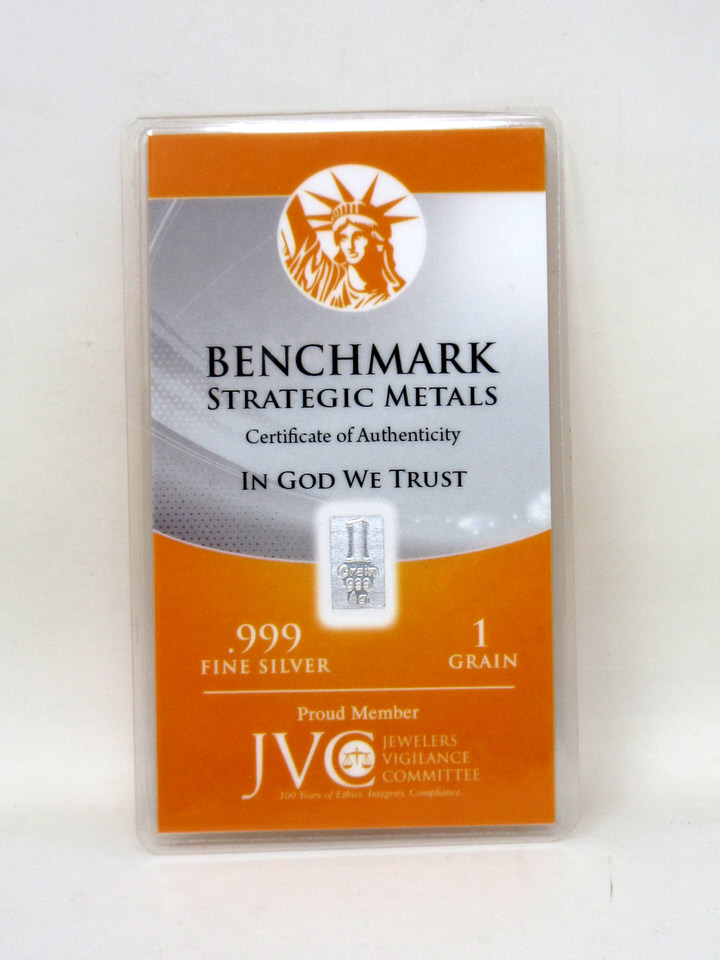 BENCHMARK
STRATEGIC METALS
Certificate of Authenticity
IN GOD WE TRUST
1
Grain
999
Ag
.999
FINE SILVER
1
GRAIN
Proud Member
JVC JEWELERS
VIGILANCE
COMMITTEE
100 Years of Ethics. Integrity. Compliance.